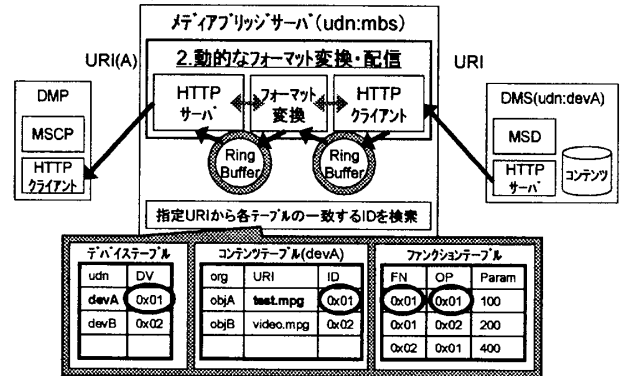 メディアブリッジサーバ(udn:mbs)
2.動的なフォーマット変換・配信
URI(A)
URI
HTTP
サーバ
フォーマット
変換
HTTP
クライアント
DMP
MSCP
HTTP
クライアント
DMS(udn:devA)
MSD
HTTP
サーバ
コンテンツ
Ring
Buffer
Ring
Buffer
指定URIから各テーブルの一致するIDを検索
デバイステーブル
udn DV
devA 0x01
devB 0x02
コンテンツテーブル(devA)
org URI ID
objA test.mpg 0x01
objB video.mpg 0x02
ファンクションテーブル
FN OP Param
0x01 0x01 100
0x01 0x02 200
0x02 0x01 400